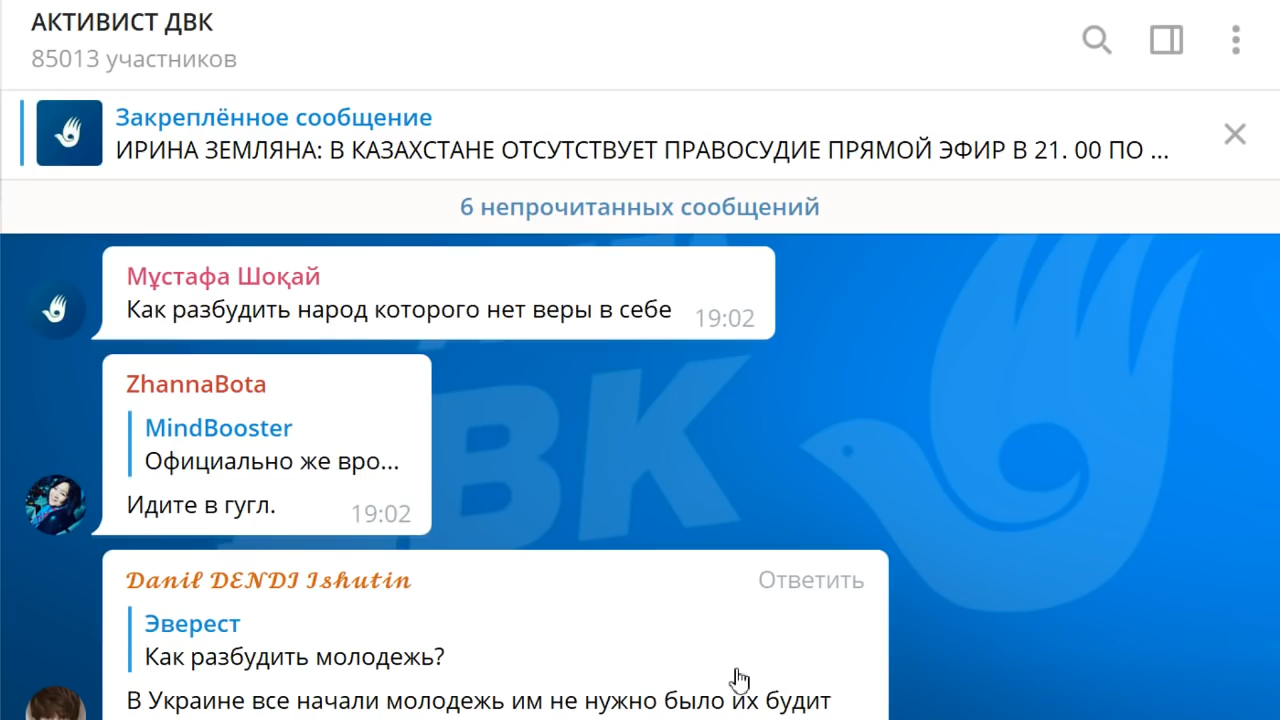 АКТИВИСТ ДВК
85013 участников
Закреплённое сообщение
ИРИНА ЗЕМЛЯНА: В КАЗАХСТАНЕ ОТСУТСТВУЕТ ПРАВОСУДИЕ ПРЯМОЙ ЭФИР В 21. 00 ПО ...
6 непрочитанных сообщений
Мұстафа Шоқай
Как разбудить народ которого нет веры в себе
19:02
ZhannaBota
MindBooster
Официально же вро...
Идите в гугл.
19:02
ВК
Danil DENDI Ishutin
Ответить
Эверест
Как разбудить молодежь?
В Украине все начали молодежь им не нужно было их будит